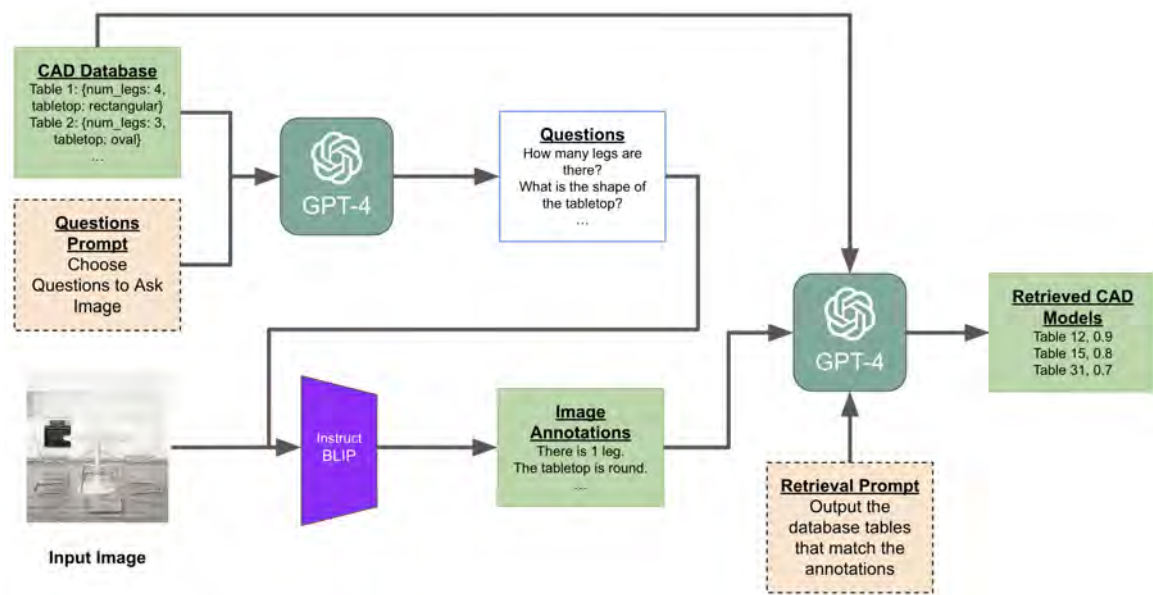 CAD Database
Table 1: {num_legs: 4,
tabletop: rectangular}
Table 2: {num_legs: 3,
tabletop: oval}
...
Questions
Prompt
Choose
Questions to Ask
Image
GPT-4
Questions
How many legs are
there?
What is the shape of
the tabletop?
...
Input Image
Instruct
BLIP
Image
Annotations
There is 1 leg.
The tabletop is round.
...
GPT-4
Retrieval Prompt
Output the
database tables
that match the
annotations
Retrieved CAD
Models
Table 12, 0.9
Table 15, 0.8
Table 31, 0.7